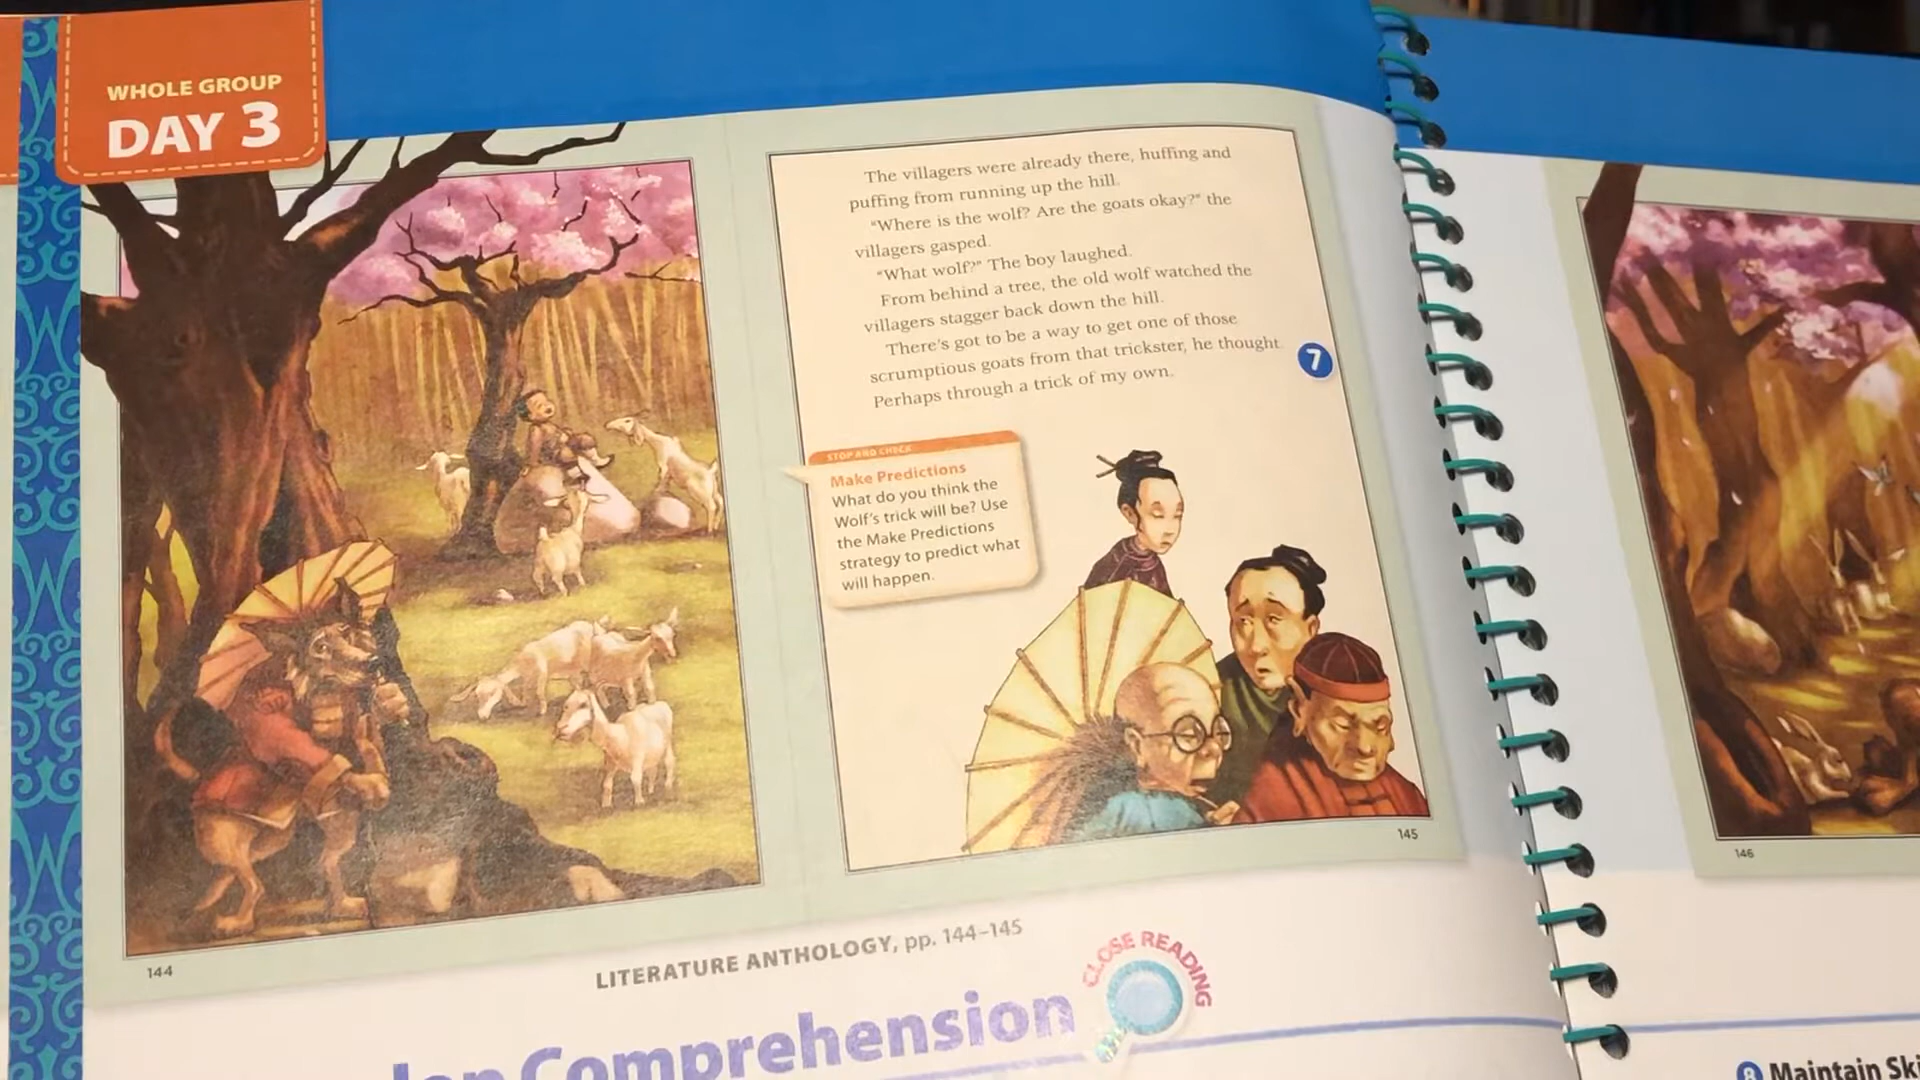 WHOLE GROUP
DAY 3
The villagers were already there, huffing and
puffing from running up the hill.
"Where is the wolf? Are the goats okay?" the
villagers gasped.
"What wolf?" The boy laughed.
From behind a tree, the old wolf watched the
villagers stagger back down the hill.
There's got to be a way to get one of those
scrumptious goats from that trickster, he thought.
Perhaps through a trick of my own.
7
STOP AND CHECK
Make Predictions
What do you think the
Wolf's trick will be? Use
the Make Predictions
strategy to predict what
will happen.
144
145
LITERATURE ANTHOLOGY, pp. 144–145
Comprehension
CLOSE READING
146
8 Maintain